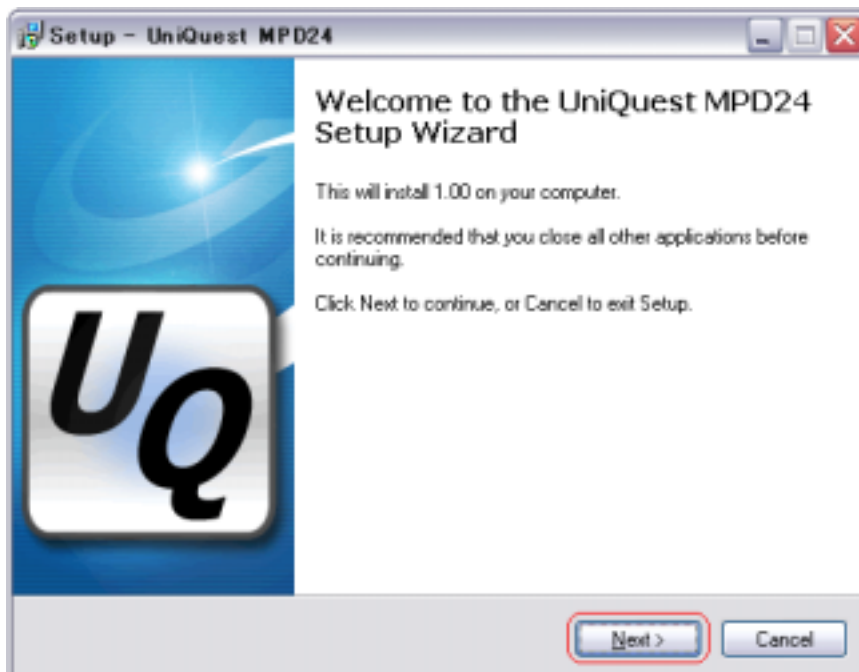 Setup - UniQuest MPD24
Welcome to the UniQuest MPD24
Setup Wizard
This will install 1.00 on your computer.
It is recommended that you close all other applications before
continuing.
Click Next to continue, or Cancel to exit Setup.
UQ
Next >
Cancel